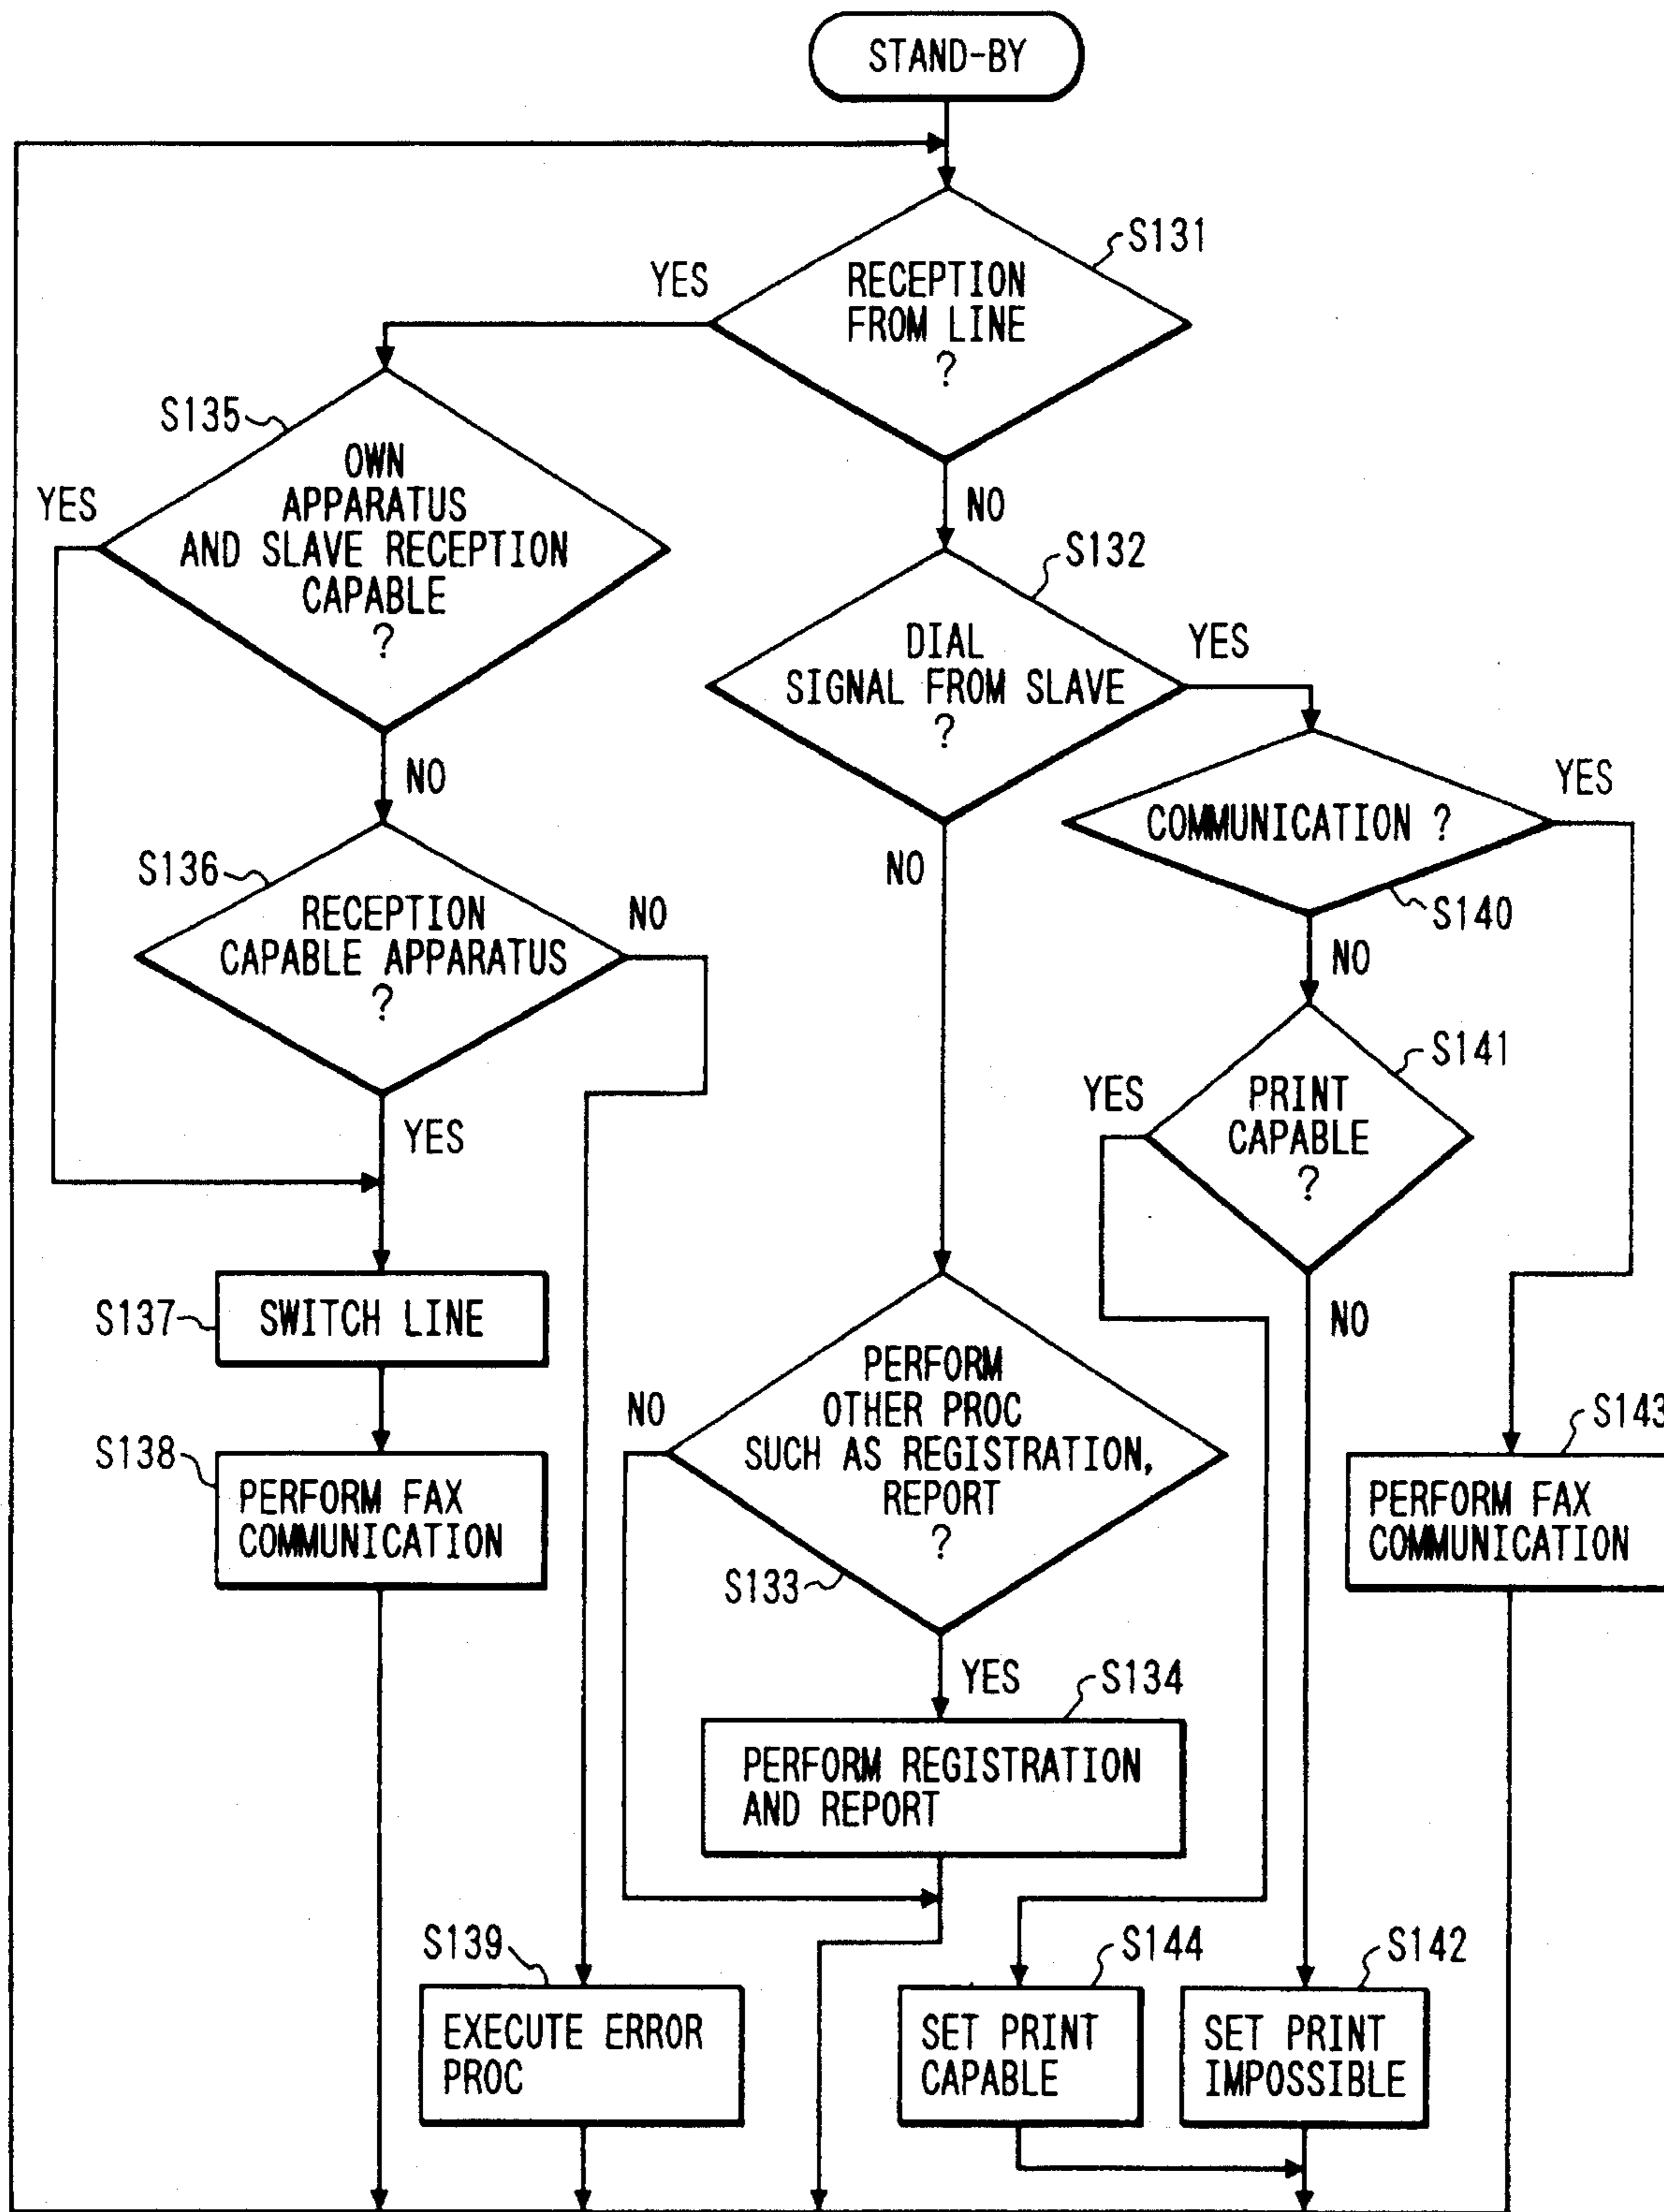 STAND-BY
S131
YES
RECEPTION
FROM LINE
?
NO
S135
OWN
APPARATUS
AND SLAVE RECEPTION
CAPABLE
?
YES
NO
S132
DIAL
SIGNAL FROM SLAVE
?
YES
NO
COMMUNICATION ?
YES
S140
NO
S136
RECEPTION
CAPABLE APPARATUS
?
NO
YES
S141
PRINT
CAPABLE
?
YES
NO
S137
SWITCH LINE
S138
PERFORM FAX
COMMUNICATION
PERFORM
OTHER PROC
SUCH AS REGISTRATION,
REPORT
?
NO
S133
YES
S143
PERFORM FAX
COMMUNICATION
S134
PERFORM REGISTRATION
AND REPORT
S139
EXECUTE ERROR
PROC
S144
SET PRINT
CAPABLE
S142
SET PRINT
IMPOSSIBLE